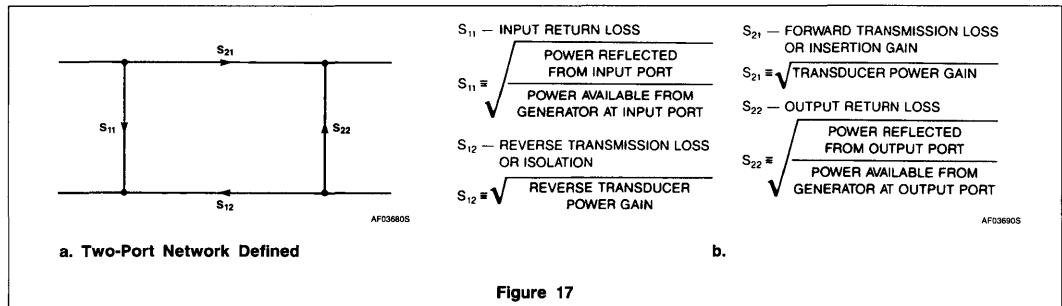 S21
S11
S22
S12
AF03680S
a. Two-Port Network Defined
S11 — INPUT RETURN LOSS
S11 ≡ √
POWER REFLECTED
FROM INPUT PORT
POWER AVAILABLE FROM
GENERATOR AT INPUT PORT
S12 — REVERSE TRANSMISSION LOSS
OR ISOLATION
S12 ≡ √
REVERSE TRANSDUCER
POWER GAIN
S21 — FORWARD TRANSMISSION LOSS
OR INSERTION GAIN
S21 ≡ √ TRANSDUCER POWER GAIN
S22 — OUTPUT RETURN LOSS
S22 ≡ √
POWER REFLECTED
FROM OUTPUT PORT
POWER AVAILABLE FROM
GENERATOR AT OUTPUT PORT
AF03690S
b.
Figure 17